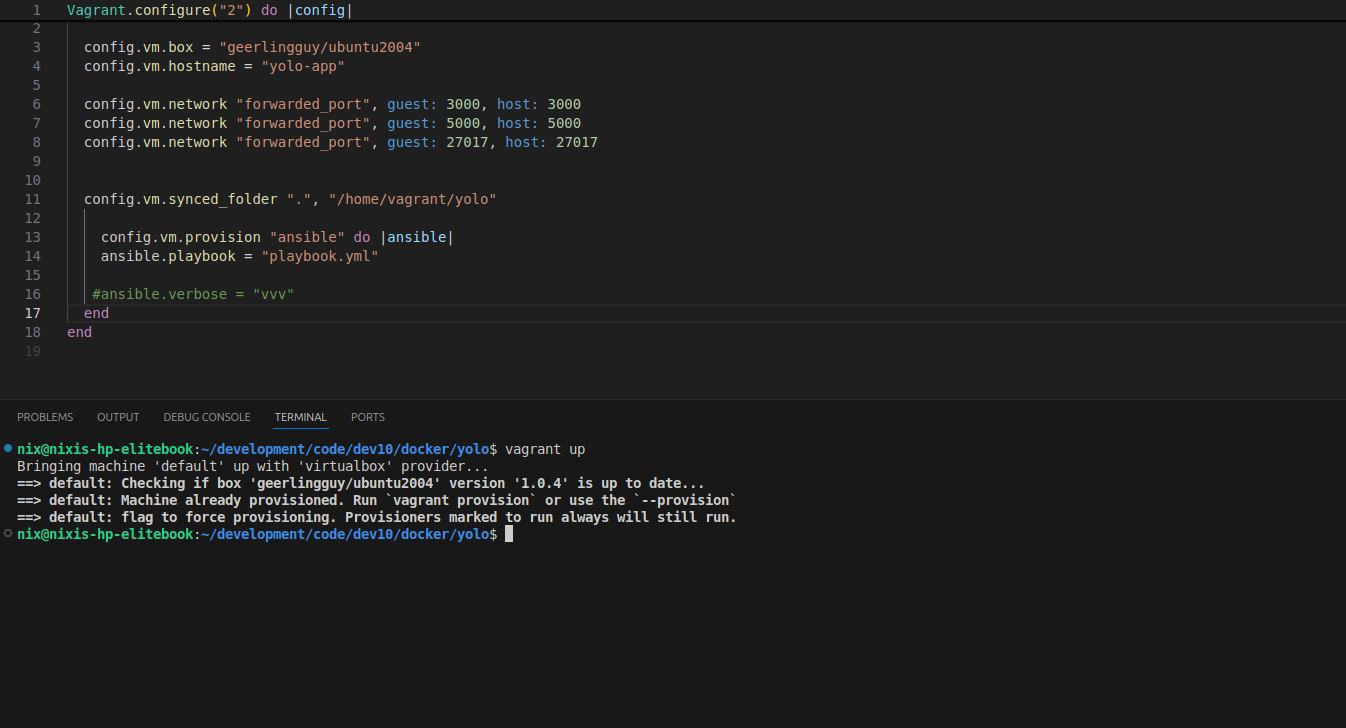 1 Vagrant.configure("2") do |config|
2
3 config.vm.box = "geerlingguy/ubuntu2004"
4 config.vm.hostname = "yolo-app"
5
6 config.vm.network "forwarded_port", guest: 3000, host: 3000
7 config.vm.network "forwarded_port", guest: 5000, host: 5000
8 config.vm.network "forwarded_port", guest: 27017, host: 27017
9
10
11 config.vm.synced_folder ".", "/home/vagrant/yolo"
12
13 config.vm.provision "ansible" do |ansible|
14 ansible.playbook = "playbook.yml"
15
16 #ansible.verbose = "vvv"
17 end
18 end
19
PROBLEMS OUTPUT DEBUG CONSOLE TERMINAL PORTS
nix@nixis-hp-elitebook:~/development/code/dev10/docker/yolo$ vagrant up
Bringing machine 'default' up with 'virtualbox' provider...
==> default: Checking if box 'geerlingguy/ubuntu2004' version '1.0.4' is up to date...
==> default: Machine already provisioned. Run `vagrant provision` or use the `--provision`
==> default: flag to force provisioning. Provisioners marked to run always will still run.
nix@nixis-hp-elitebook:~/development/code/dev10/docker/yolo$